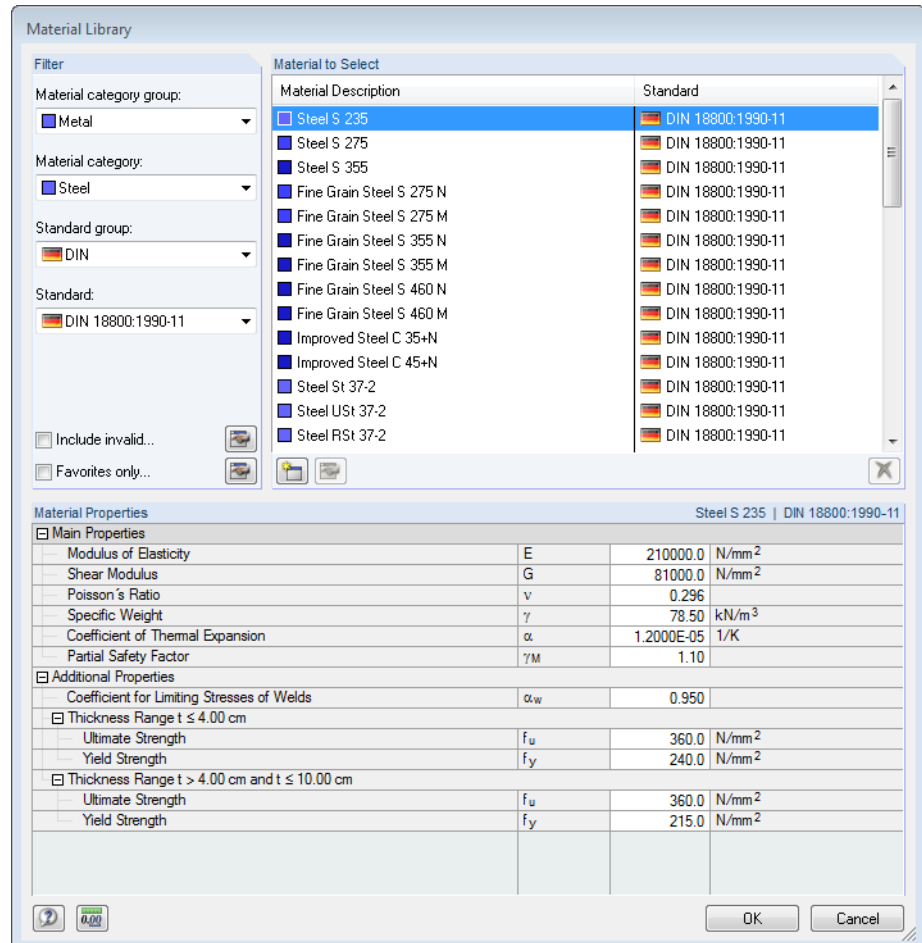 Material Library
Filter
Material category group:
Metal
Material category:
Steel
Standard group:
DIN
Standard:
DIN 18800:1990-11
Include invalid...
Favorites only...
Material to Select
Material Description Standard
Steel S 235 DIN 18800:1990-11
Steel S 275 DIN 18800:1990-11
Steel S 355 DIN 18800:1990-11
Fine Grain Steel S 275 N DIN 18800:1990-11
Fine Grain Steel S 275 M DIN 18800:1990-11
Fine Grain Steel S 355 N DIN 18800:1990-11
Fine Grain Steel S 355 M DIN 18800:1990-11
Fine Grain Steel S 460 N DIN 18800:1990-11
Fine Grain Steel S 460 M DIN 18800:1990-11
Improved Steel C 35+N DIN 18800:1990-11
Improved Steel C 45+N DIN 18800:1990-11
Steel St 37-2 DIN 18800:1990-11
Steel USt 37-2 DIN 18800:1990-11
Steel RSt 37-2 DIN 18800:1990-11
Material Properties Steel S 235 | DIN 18800:1990-11
Main Properties
Modulus of Elasticity E 210000.0 N/mm²
Shear Modulus G 81000.0 N/mm²
Poisson´s Ratio ν 0.296
Specific Weight γ 78.50 kN/m³
Coefficient of Thermal Expansion α 1.2000E-05 1/K
Partial Safety Factor γM 1.10
Additional Properties
Coefficient for Limiting Stresses of Welds αw 0.950
Thickness Range t ≤ 4.00 cm
Ultimate Strength fu 360.0 N/mm²
Yield Strength fy 240.0 N/mm²
Thickness Range t > 4.00 cm and t ≤ 10.00 cm
Ultimate Strength fu 360.0 N/mm²
Yield Strength fy 215.0 N/mm²
0.00
OK Cancel